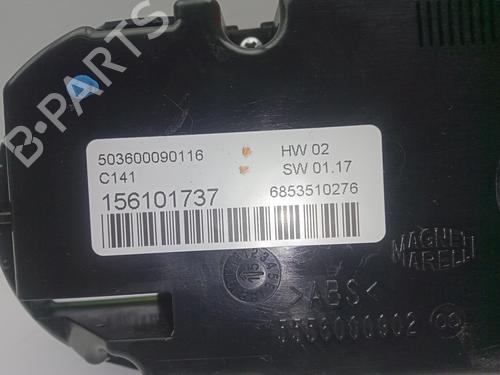 B-PARTS
503600090116
HW 02
C141
SW 01.17
156101737
6853510276
MAGNETI
MARELLI
>ABS<
5556000902